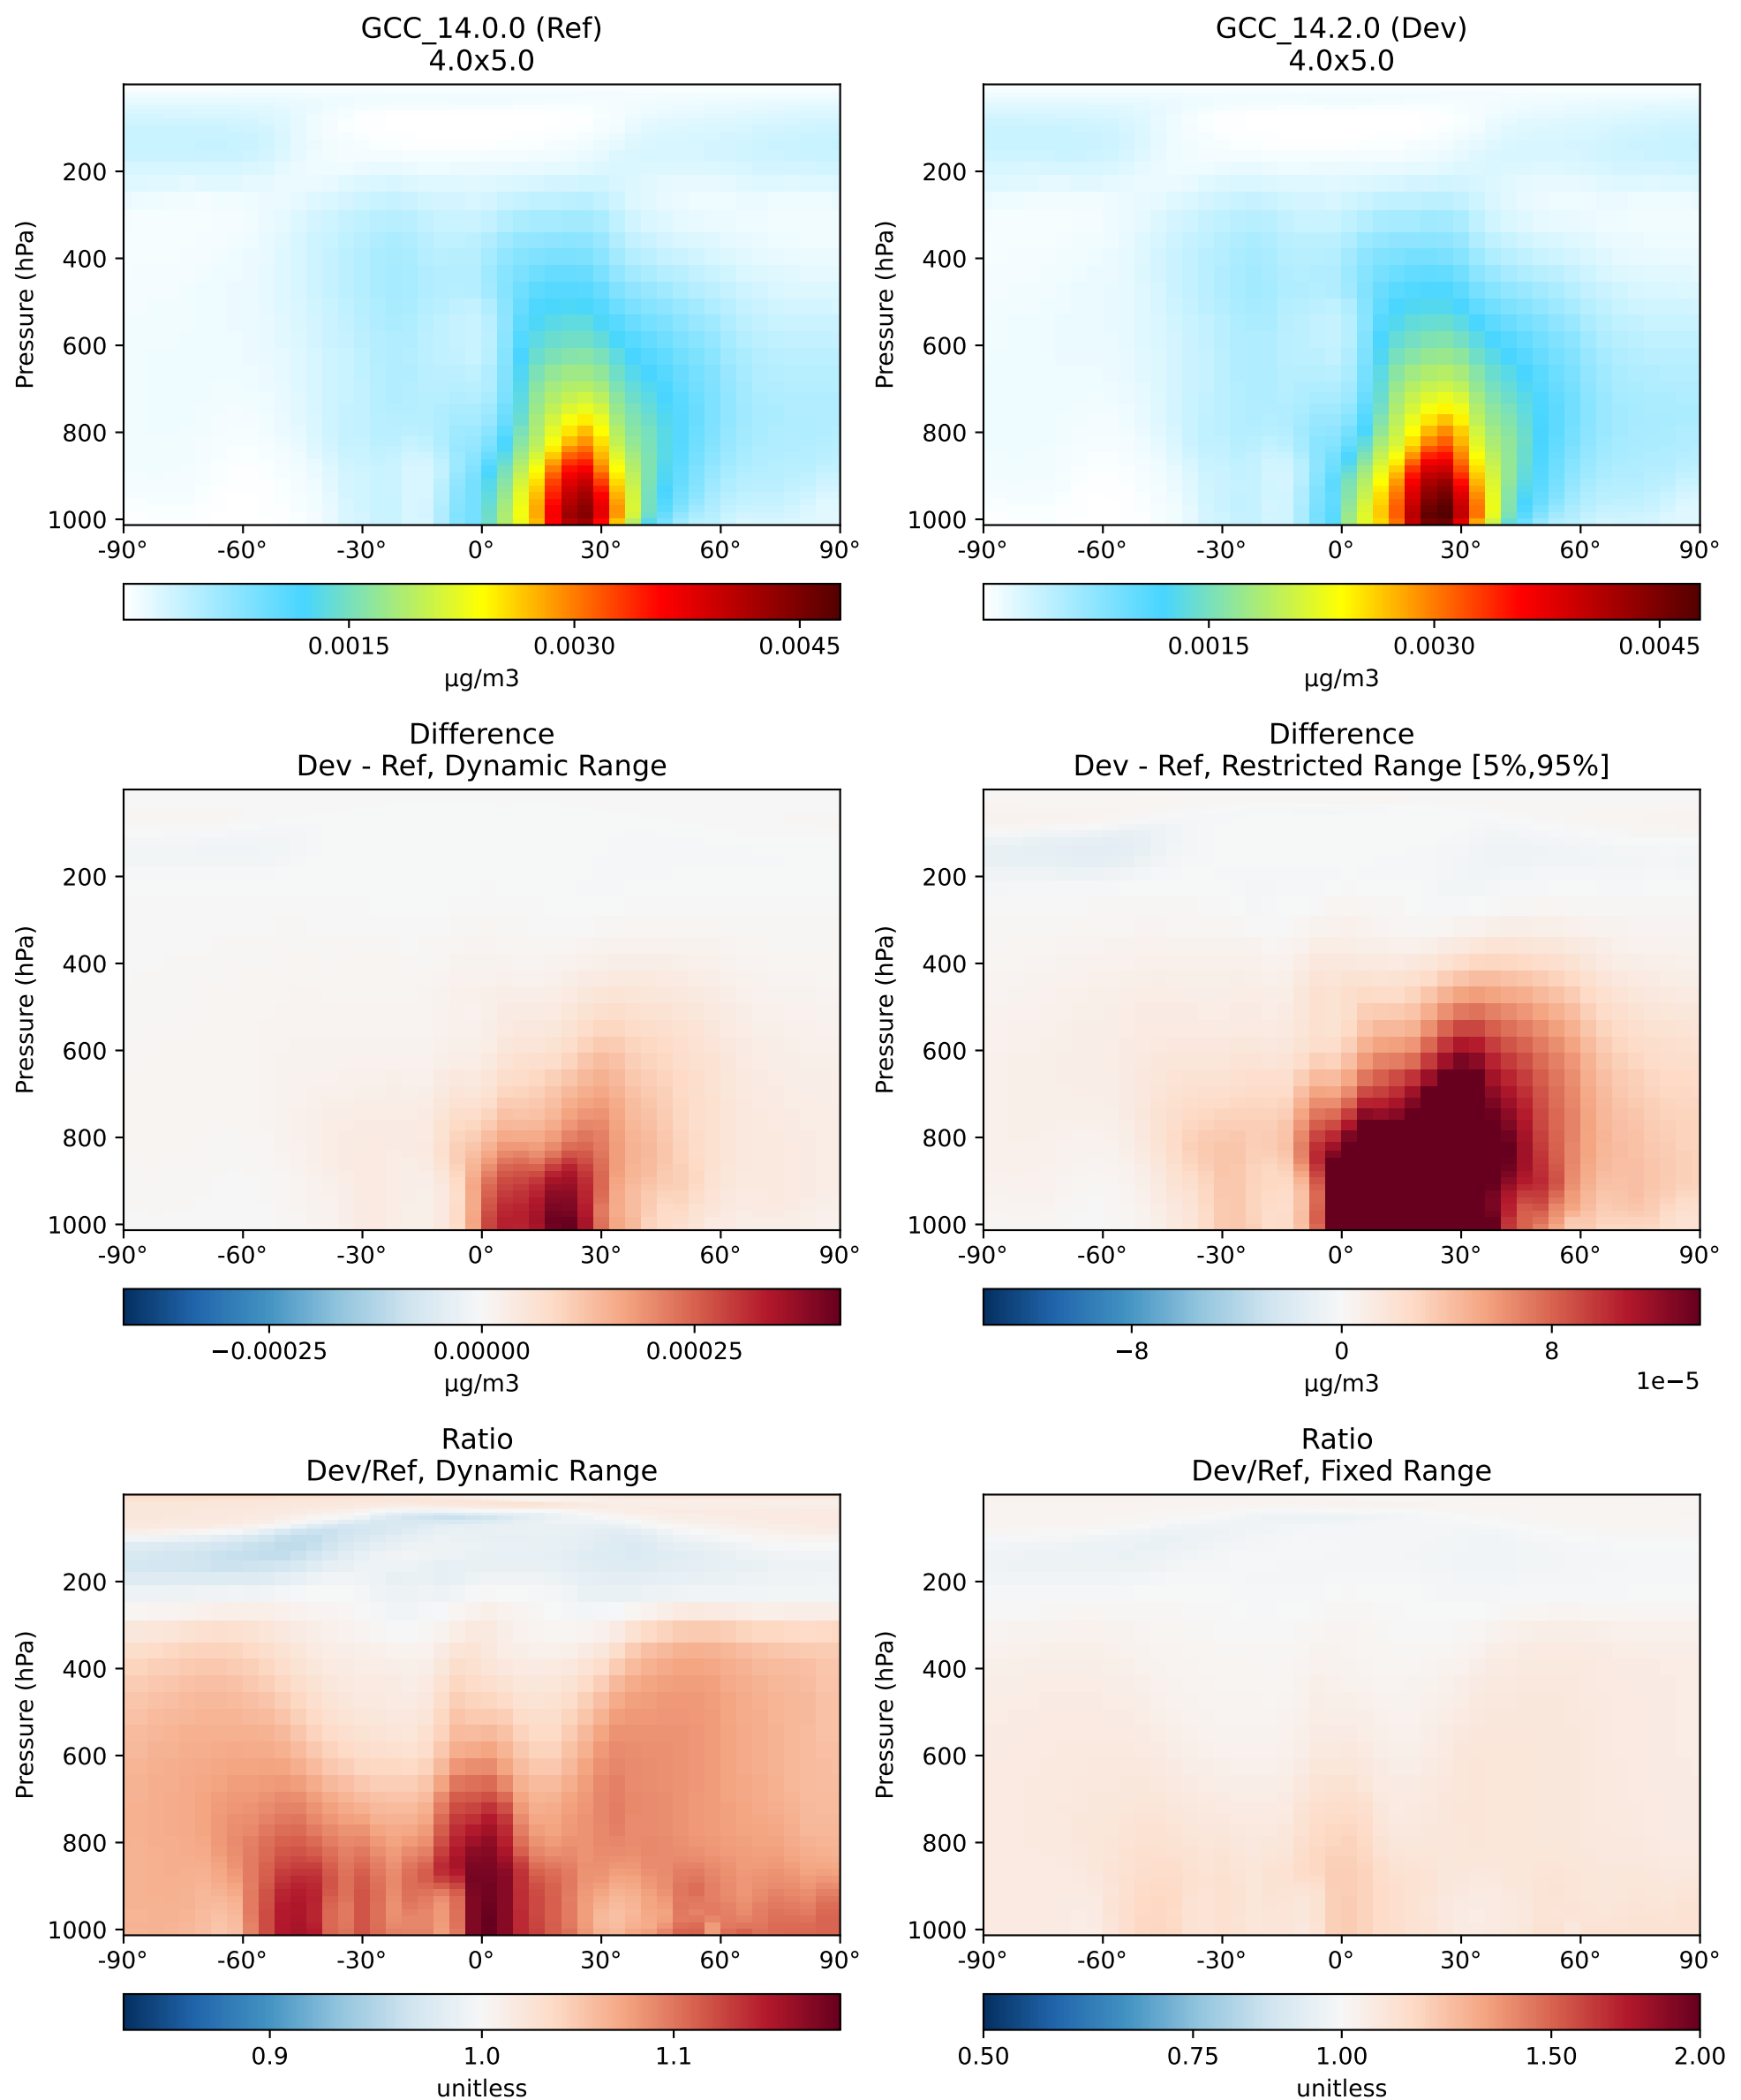 GCC_14.0.0 (Ref)
4.0x5.0
Pressure (hPa)
200
400
600
800
1000
-90° -60° -30° 0° 30° 60° 90°
0.0015 0.0030 0.0045
µg/m3
GCC_14.2.0 (Dev)
4.0x5.0
Pressure (hPa)
200
400
600
800
1000
-90° -60° -30° 0° 30° 60° 90°
0.0015 0.0030 0.0045
µg/m3
Difference
Dev - Ref, Dynamic Range
Pressure (hPa)
200
400
600
800
1000
-90° -60° -30° 0° 30° 60° 90°
−0.00025 0.00000 0.00025
µg/m3
Difference
Dev - Ref, Restricted Range [5%,95%]
Pressure (hPa)
200
400
600
800
1000
-90° -60° -30° 0° 30° 60° 90°
−8 0 8
1e−5
µg/m3
Ratio
Dev/Ref, Dynamic Range
Pressure (hPa)
200
400
600
800
1000
-90° -60° -30° 0° 30° 60° 90°
0.9 1.0 1.1
unitless
Ratio
Dev/Ref, Fixed Range
Pressure (hPa)
200
400
600
800
1000
-90° -60° -30° 0° 30° 60° 90°
0.50 0.75 1.00 1.50 2.00
unitless